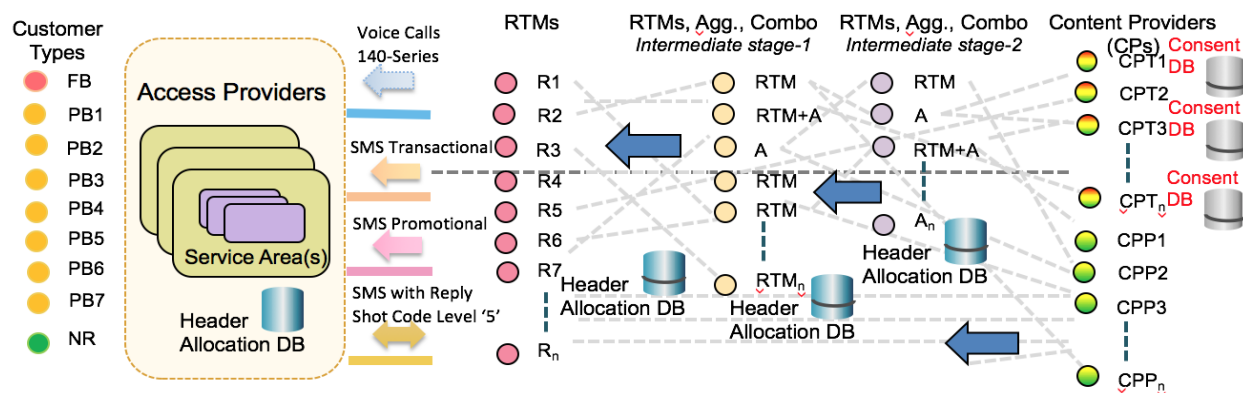 Customer
Types
FB
PB1
PB2
PB3
PB4
PB5
PB6
PB7
NR
Access Providers
Service Area(s)
Header
Allocation DB
Voice Calls
140-Series
SMS Transactional
SMS Promotional
SMS with Reply
Shot Code Level ‘5’
RTMs
R1
R2
R3
R4
R5
R6
R7
Rn
Header
Allocation DB
RTMs, Agg., Combo
Intermediate stage-1
RTM
RTM+A
A
RTM
RTM
RTMn
Header
Allocation DB
RTMs, Agg., Combo
Intermediate stage-2
RTM
A
RTM+A
An
Header
Allocation DB
Content Providers
(CPs)
CPT1
CPT2
CPT3
CPTn
CPP1
CPP2
CPP3
CPPn
Consent
DB
Consent
DB
Consent
DB